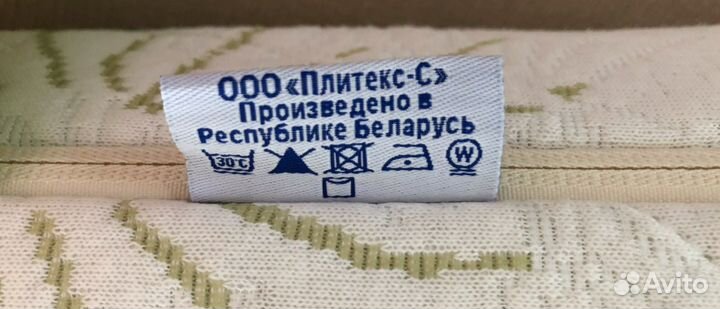 ООО «Плитекс-С»
Произведено в
Республике Беларусь
30°C W
Avito